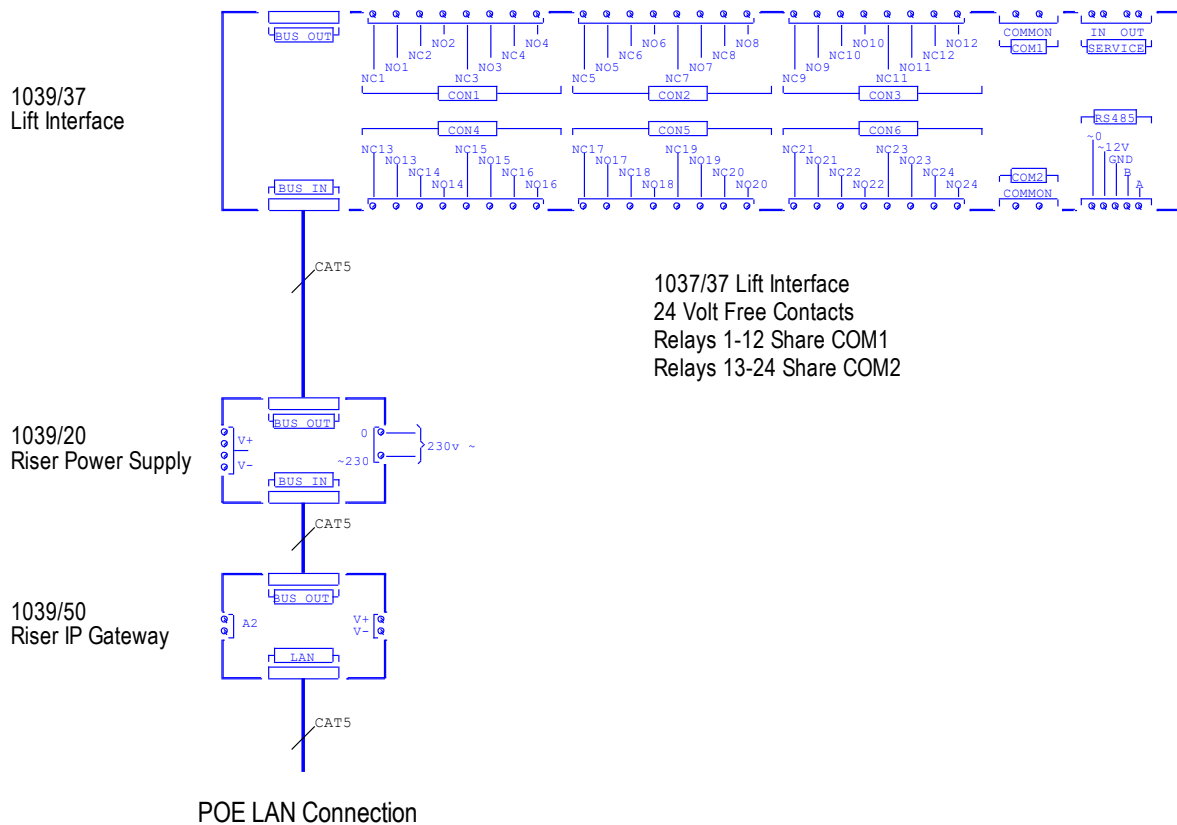 BUS OUT
NC1 NO1 NC2 NO2 NC3 NO3 NC4 NO4
CON1
NC5 NO5 NC6 NO6 NC7 NO7 NC8 NO8
CON2
NC9 NO9 NC10 NO10 NC11 NO11 NC12 NO12
CON3
COMMON
COM1
IN OUT
SERVICE
1039/37
Lift Interface
CON4
NC13 NO13 NC14 NO14 NC15 NO15 NC16 NO16
CON5
NC17 NO17 NC18 NO18 NC19 NO19 NC20 NO20
CON6
NC21 NO21 NC22 NO22 NC23 NO23 NC24 NO24
COM2
COMMON
RS485
~0
~12V
GND
B
A
BUS IN
CAT5
1037/37 Lift Interface
24 Volt Free Contacts
Relays 1-12 Share COM1
Relays 13-24 Share COM2
1039/20
Riser Power Supply
BUS OUT
V+
V-
0
~230
230v ~
BUS IN
CAT5
1039/50
Riser IP Gateway
BUS OUT
A2
V+
V-
LAN
CAT5
POE LAN Connection